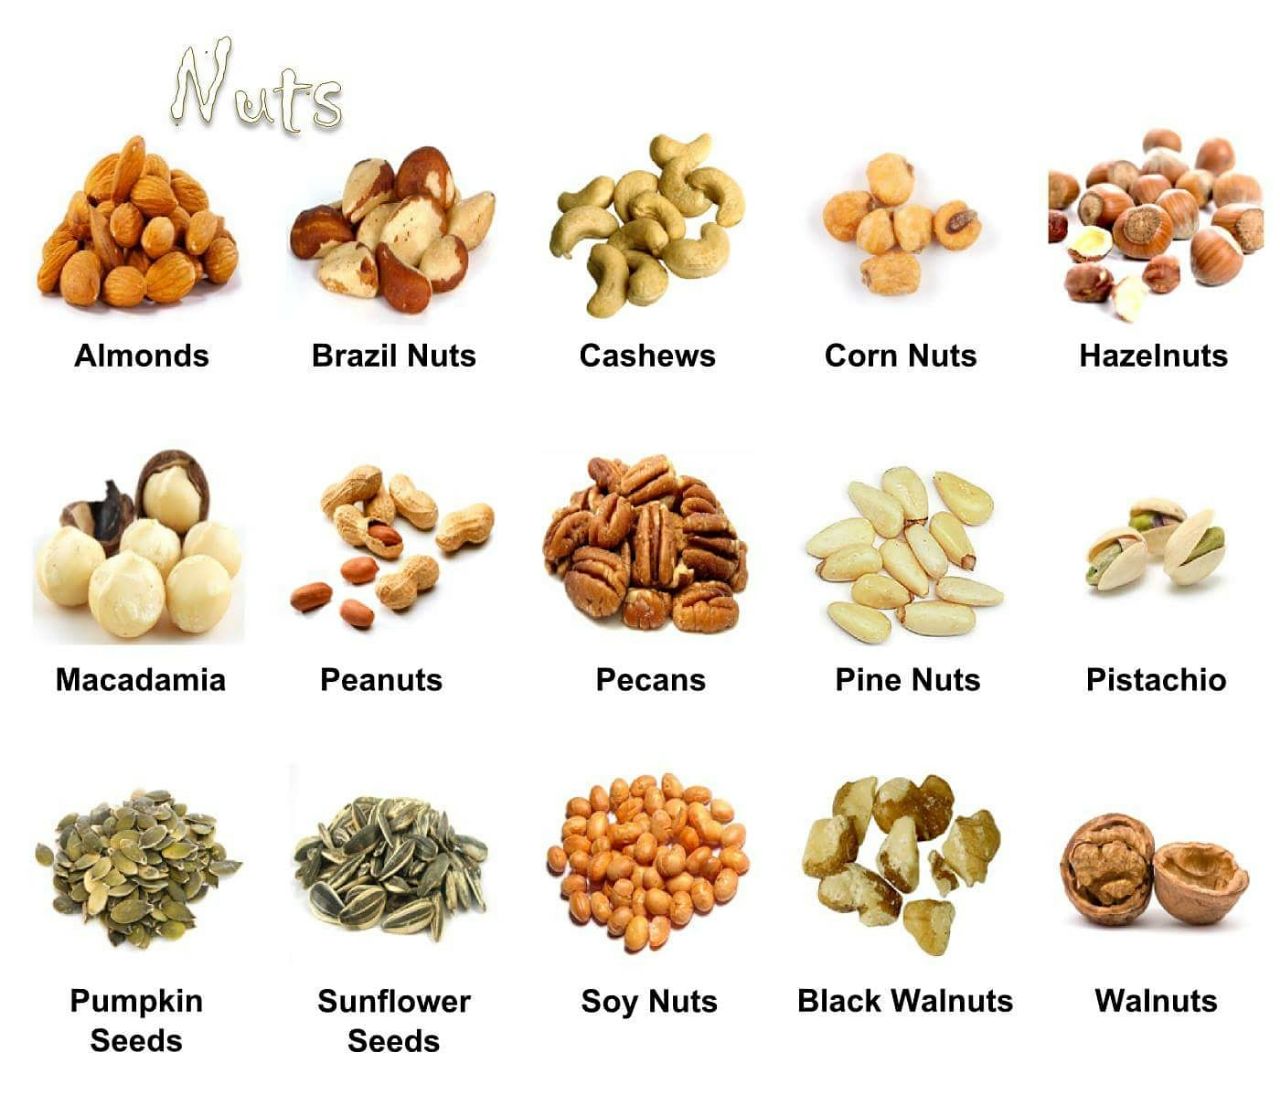 Nuts
Almonds
Brazil Nuts
Cashews
Corn Nuts
Hazelnuts
Macadamia
Peanuts
Pecans
Pine Nuts
Pistachio
Pumpkin
Seeds
Sunflower
Seeds
Soy Nuts
Black Walnuts
Walnuts